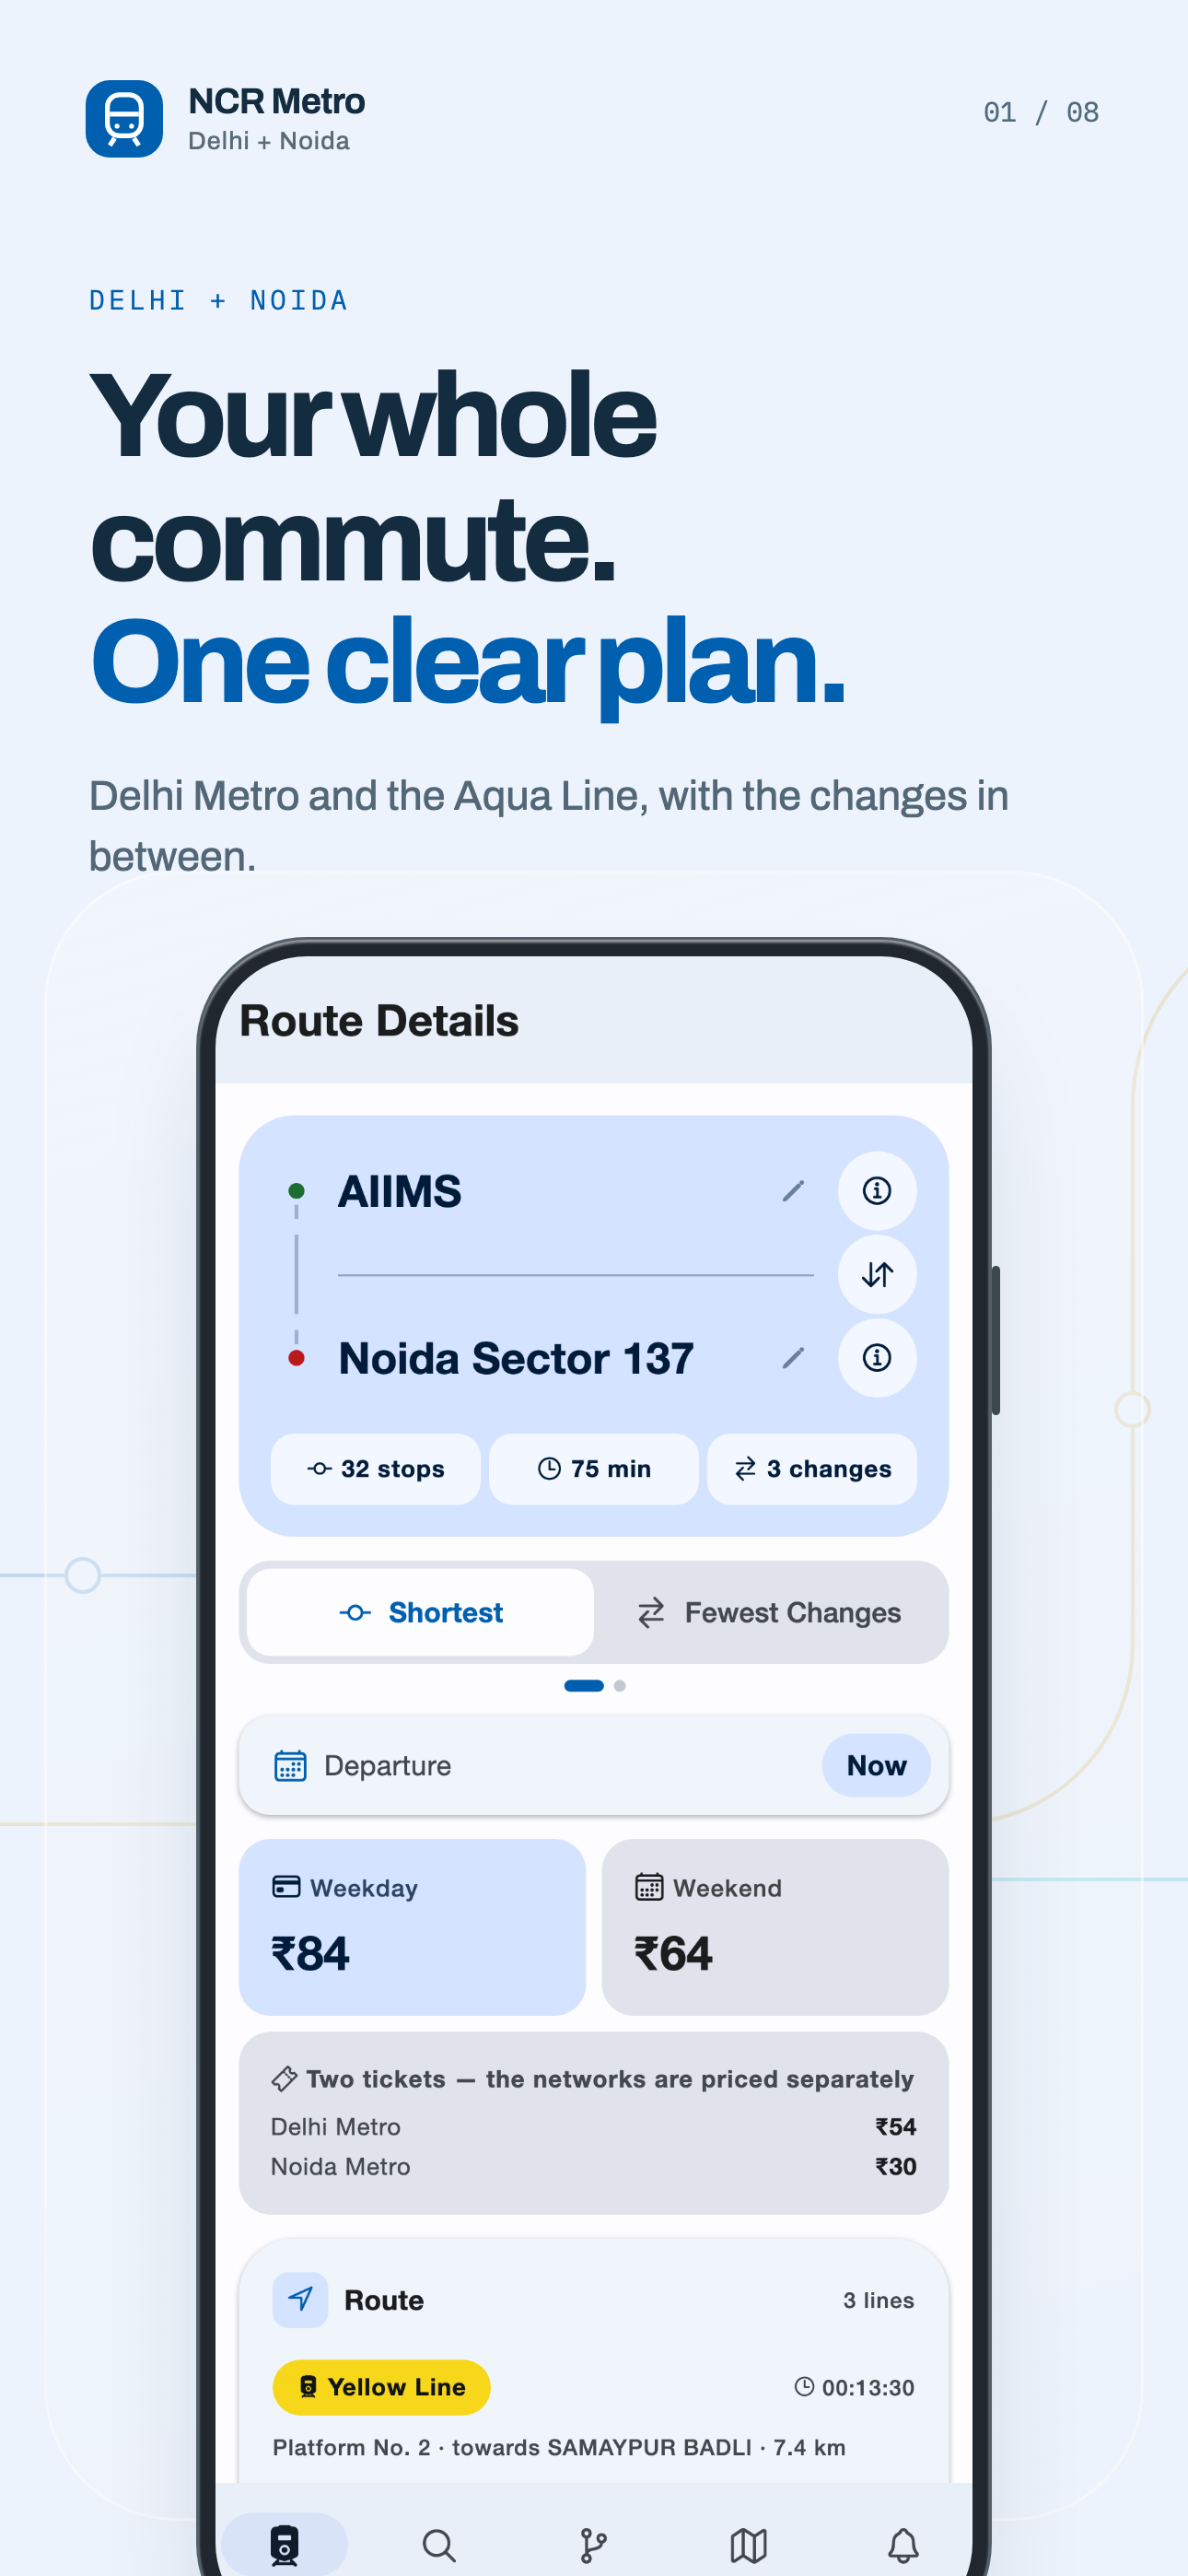 NCR Metro
Delhi + Noida
01 / 08
DELHI + NOIDA
Your whole
commute.
One clear plan.
Delhi Metro and the Aqua Line, with the changes in
between.
Route Details
AIIMS
Noida Sector 137
32 stops
75 min
3 changes
Shortest
Fewest Changes
Departure
Now
Weekday
₹84
Weekend
₹64
Two tickets — the networks are priced separately
Delhi Metro
₹54
Noida Metro
₹30
Route
3 lines
Yellow Line
00:13:30
Platform No. 2 · towards SAMAYPUR BADLI · 7.4 km